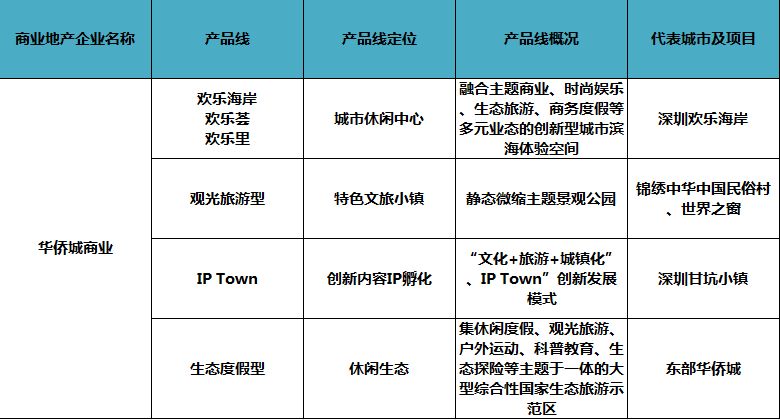 商业地产企业名称
产品线
产品线定位
产品线概况
代表城市及项目
华侨城商业
欢乐海岸
欢乐荟
欢乐里
城市休闲中心
融合主题商业、时尚娱乐
、生态旅游、商务度假等
多元业态的创新型城市滨
海体验空间
深圳欢乐海岸
观光旅游型
特色文旅小镇
静态微缩主题景观公园
锦绣中华中国民俗村
、世界之窗
IP Town
创新内容IP孵化
“文化+旅游+城镇化”
、IP Town”创新发展
模式
深圳甘坑小镇
生态度假型
休闲生态
集休闲度假、观光旅游、
户外运动、科普教育、生
态探险等主题于一体的大
型综合性国家生态旅游示
范区
东部华侨城